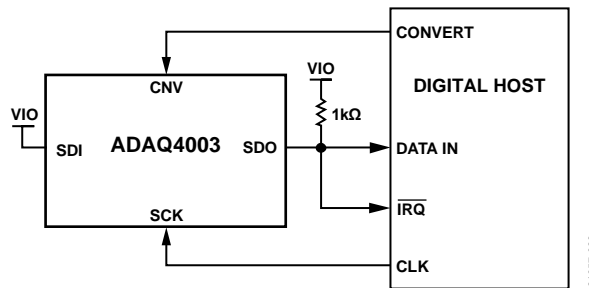 CONVERT
VIO
DIGITAL HOST
CNV
VIO
1kΩ
SDI
ADAQ4003
SDO
DATA IN
SCK
IRQ
CLK